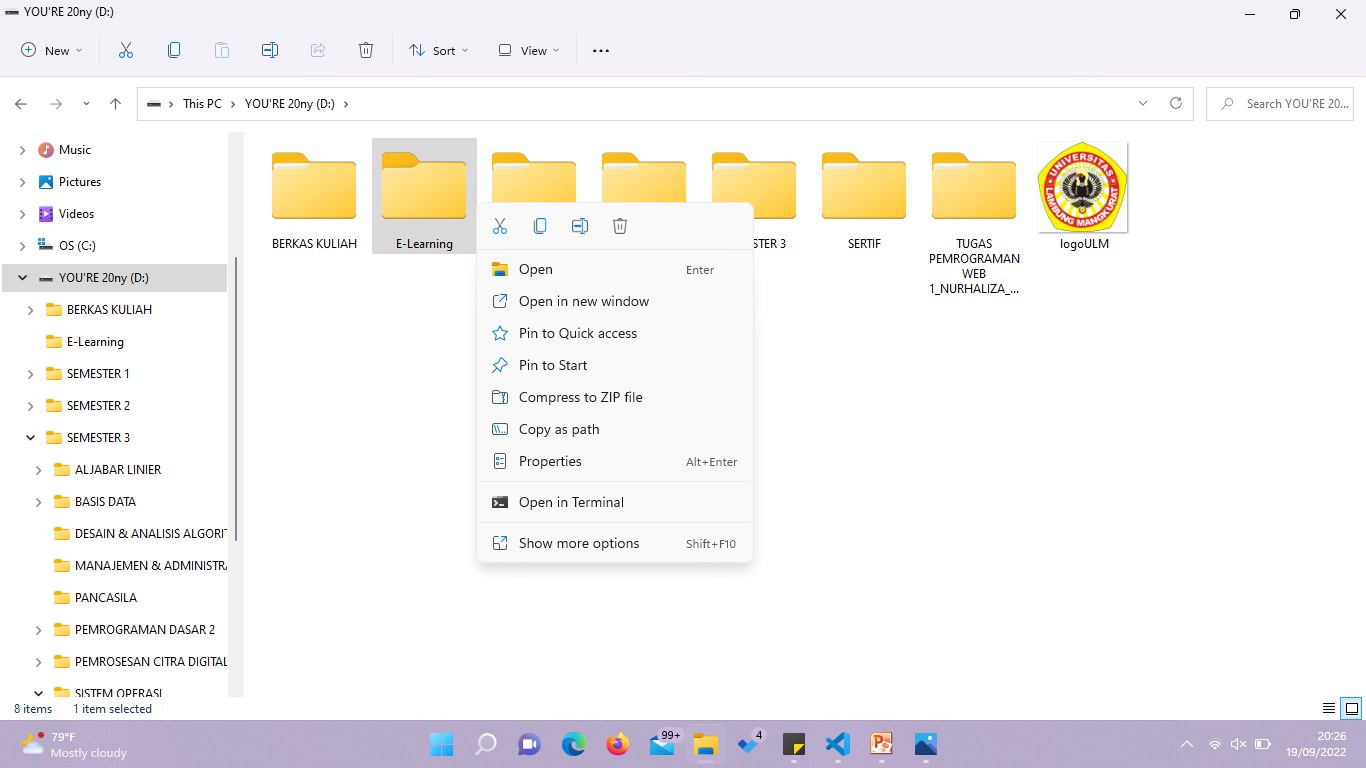 YOU'RE 20ny (D:)
New
Sort
View
This PC
YOU'RE 20ny (D:)
Search YOU'RE 20...
Music
Pictures
Videos
OS (C:)
YOU'RE 20ny (D:)
BERKAS KULIAH
E-Learning
SEMESTER 1
SEMESTER 2
SEMESTER 3
ALJABAR LINIER
BASIS DATA
DESAIN & ANALISIS ALGORI
MANAJEMEN & ADMINISTRA
PANCASILA
PEMROGRAMAN DASAR 2
PEMROSESAN CITRA DIGITAL
SISTEM OPERASI
BERKAS KULIAH
E-Learning
STER 3
SERTIF
TUGAS
PEMROGRAMAN
WEB
1_NURHALIZA_...
UNIVERSITAS
LAMBUNG MANGKURAT
logoULM
Open Enter
Open in new window
Pin to Quick access
Pin to Start
Compress to ZIP file
Copy as path
Properties Alt+Enter
Open in Terminal
Show more options Shift+F10
8 items 1 item selected
79°F
Mostly cloudy
99+
4
20:26
19/09/2022